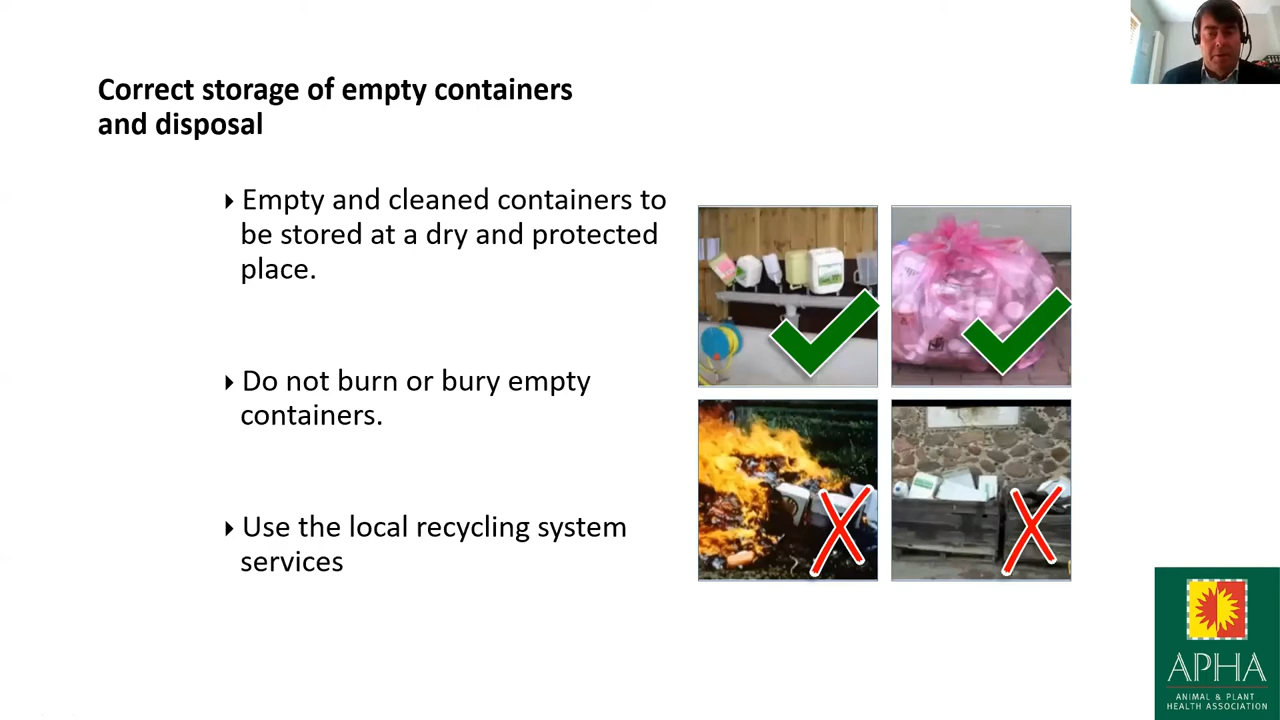 Correct storage of empty containers
and disposal
Empty and cleaned containers to
be stored at a dry and protected
place.
Do not burn or bury empty
containers.
Use the local recycling system
services
APHA
ANIMAL & PLANT
HEALTH ASSOCIATION